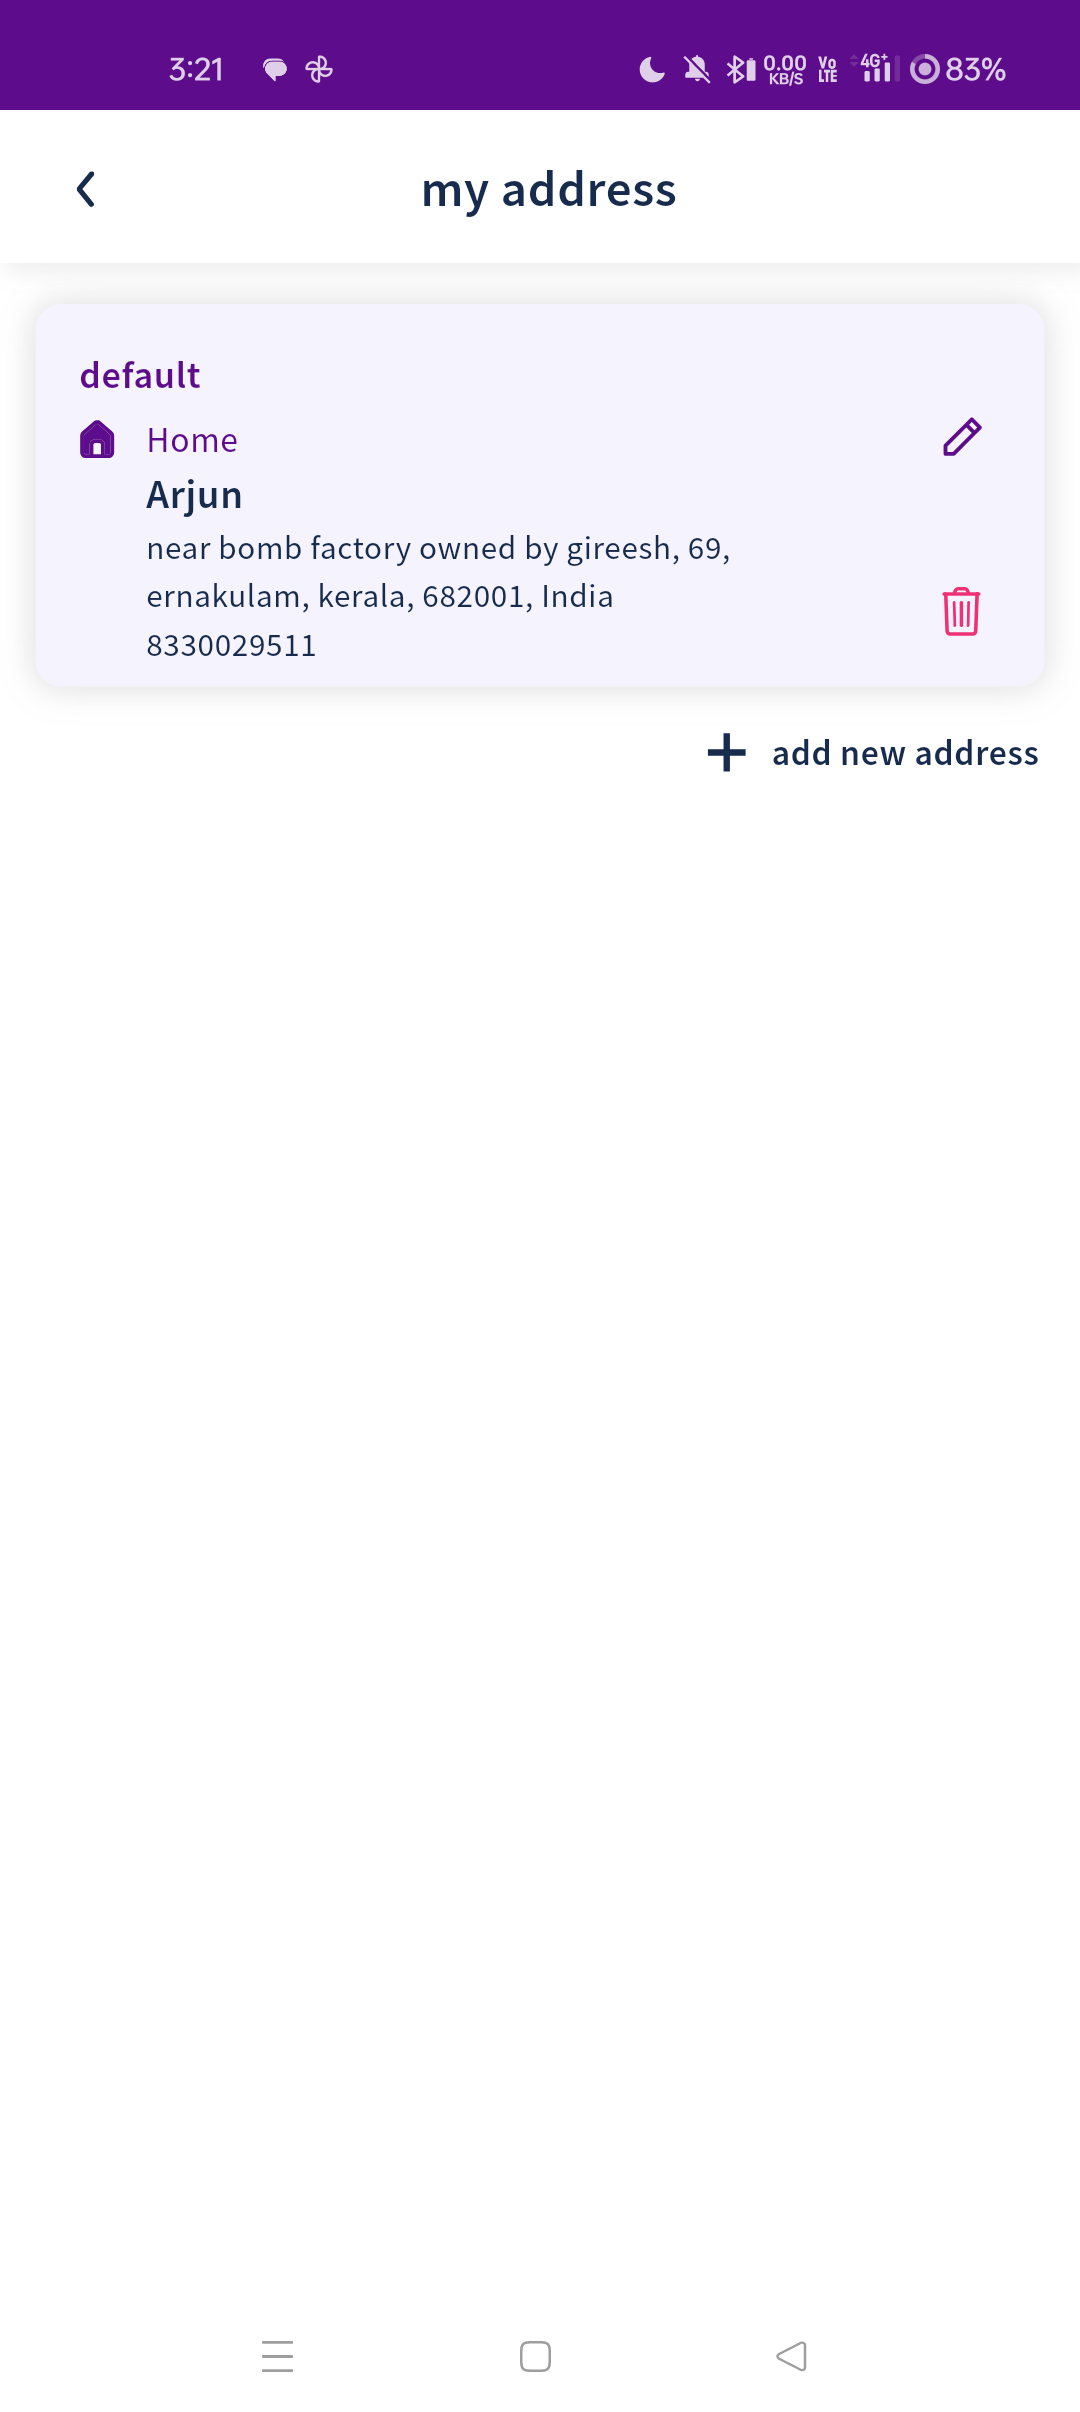 3:21
0.00 KB/S Vo LTE 4G+ 83%
my address
default
Home
Arjun
near bomb factory owned by gireesh, 69,
ernakulam, kerala, 682001, India
8330029511
add new address